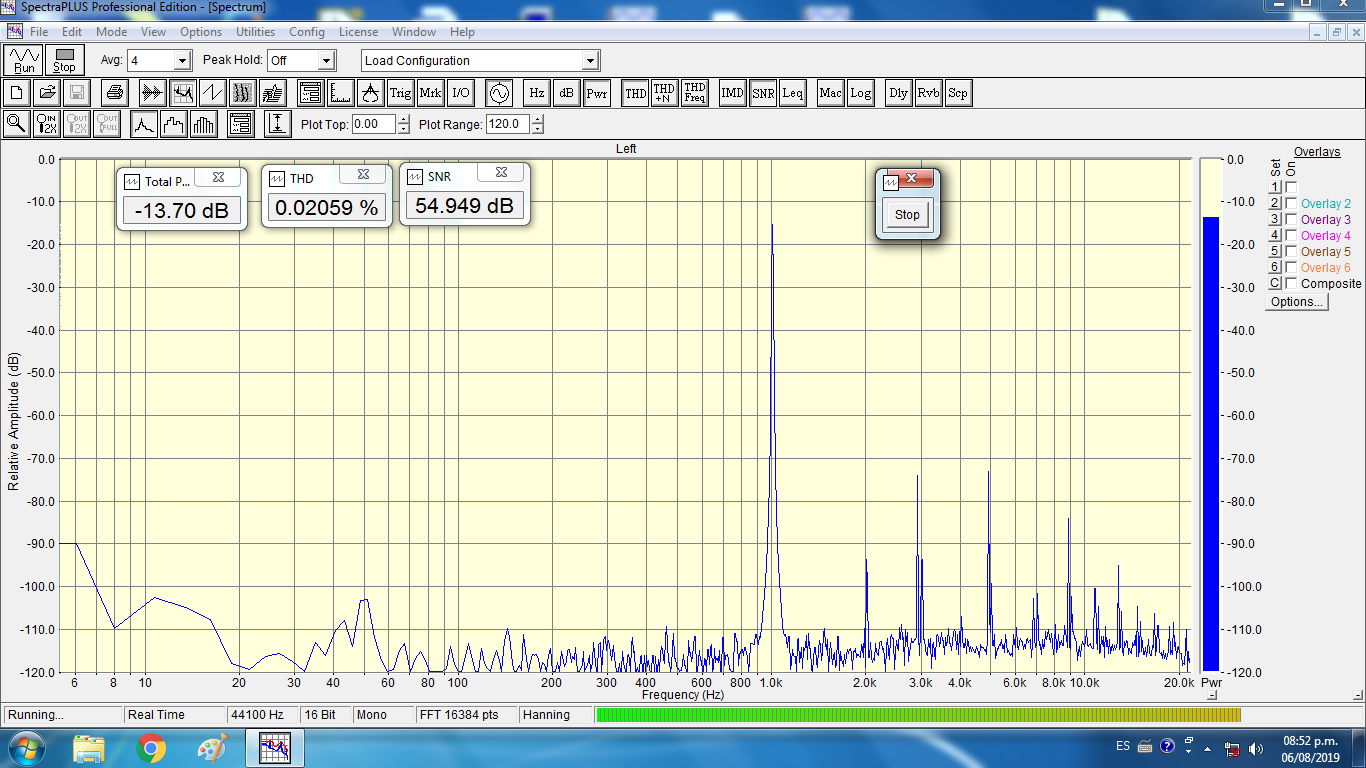 SpectraPLUS Professional Edition - [Spectrum]
File Edit Mode View Options Utilities Config License Window Help
Run Stop Avg: 4 Peak Hold: Off Load Configuration
Trig Mrk I/O Hz dB Pwr THD THD+N THD Freq IMD SNR Leq Mac Log Dly Rvb Scp
IN 2X OUT 2X OUT FULL Plot Top: 0.00 Plot Range: 120.0
Left
Total P... -13.70 dB
THD 0.02059 %
SNR 54.949 dB
Stop
Relative Amplitude (dB)
0.0
-10.0
-20.0
-30.0
-40.0
-50.0
-60.0
-70.0
-80.0
-90.0
-100.0
-110.0
-120.0
6 8 10 20 40 60 80 100 200 300 400 600 800 1.0k 2.0k 3.0k 4.0k 6.0k 8.0k 10.0k 20.0k
Frequency (Hz)
0.0
-10.0
-20.0
-30.0
-40.0
-50.0
-60.0
-70.0
-80.0
-90.0
-100.0
-110.0
-120.0
Pwr
Overlays
Set On
1
2 Overlay 2
3 Overlay 3
4 Overlay 4
5 Overlay 5
6 Overlay 6
C Composite
Options...
Running... Real Time 44100 Hz 16 Bit Mono FFT 16384 pts Hanning
ES
08:52 p.m.
06/08/2019